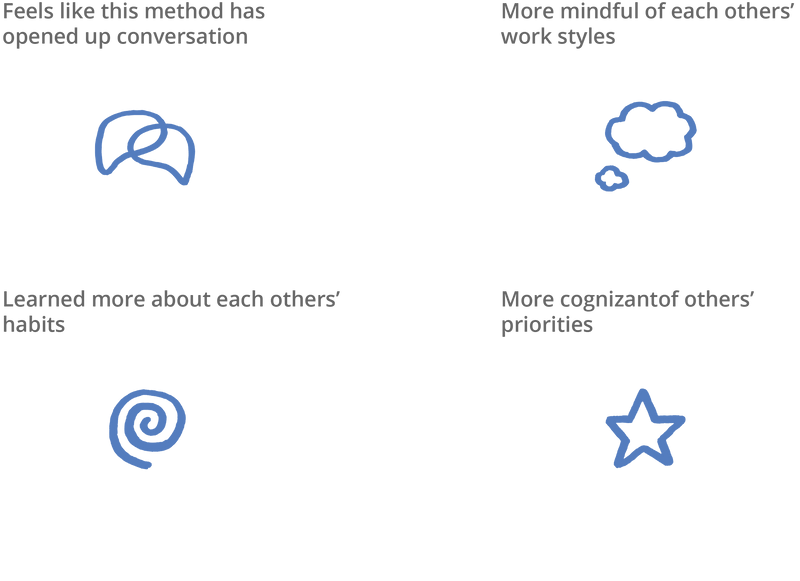 Feels like this method has
opened up conversation
More mindful of each others’
work styles
Learned more about each others’
habits
More cognizantof others’
priorities